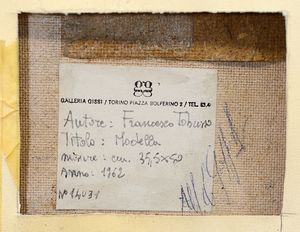 gg
GALLERIA GISSI / TORINO PIAZZA SOLFERINO 2 / TEL. 53.
Autore : Francesco Tabusso
Titolo : Modella
misure : cm. 35,5x50
Anno : 1962
N° 14031